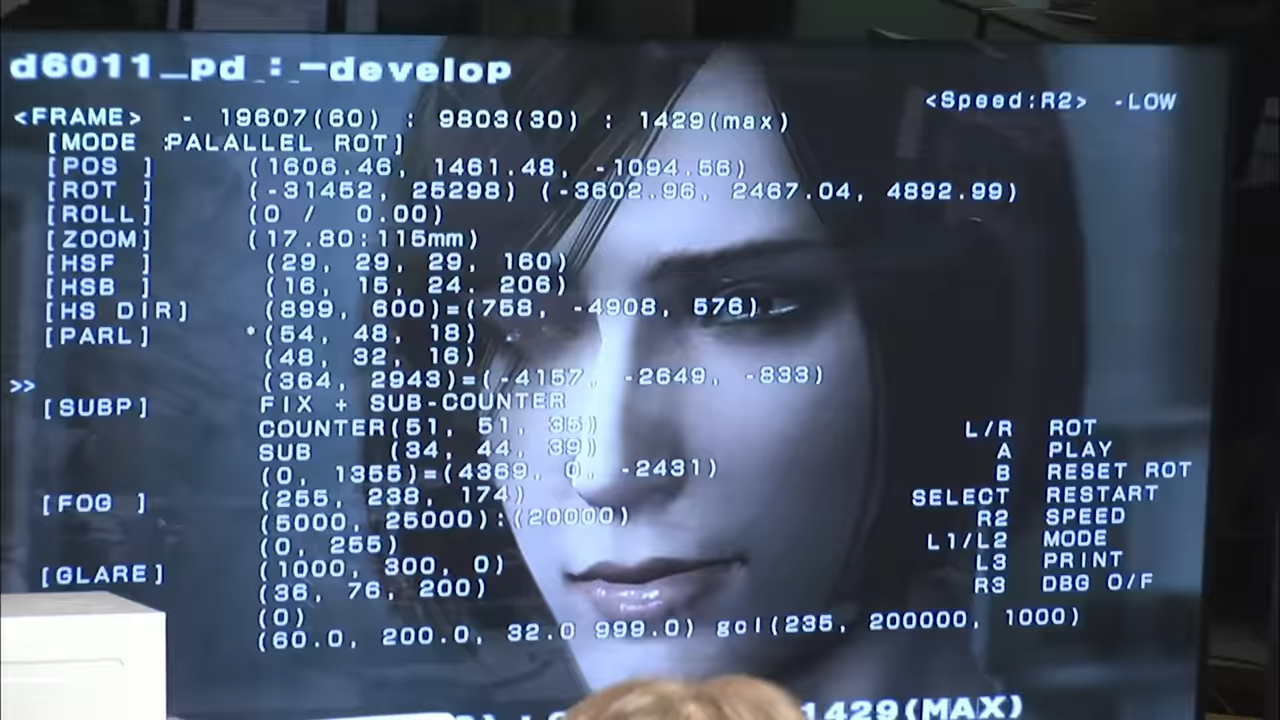 d6011_pd : -develop
<Speed:R2> -LOW
<FRAME> - 19607(60) : 9803(30) : 1429(max)
[MODE :PALALLEL ROT]
[POS ] (1606.46, 1461.48, -1094.56)
[ROT ] (-31452, 25298) (-3602.96, 2467.04, 4892.99)
[ROLL] (0 / 0.00)
[ZOOM] (17.80:115mm)
[HSF ] (29, 29, 29, 160)
[HSB ] (16, 15, 24, 206)
[HS DIR] (899, 600)=(758, -4908, 576)
[PARL] *(54, 48, 18)
(48, 32, 16)
>> (364, 2943)=(-4157, -2649, -833)
[SUBP] FIX + SUB-COUNTER
COUNTER(51, 51, 35)
SUB (34, 44, 39)
(0, 1355)=(4369, 0, -2431)
[FOG ] (255, 238, 174)
(5000, 25000):(20000)
(0, 255)
[GLARE] (1000, 300, 0)
(36, 76, 200)
(0)
(60.0, 200.0, 32.0 999.0) gcl(235, 200000, 1000)
L/R ROT
A PLAY
B RESET ROT
SELECT RESTART
R2 SPEED
L1/L2 MODE
L3 PRINT
R3 DBG O/F
1429(MAX)